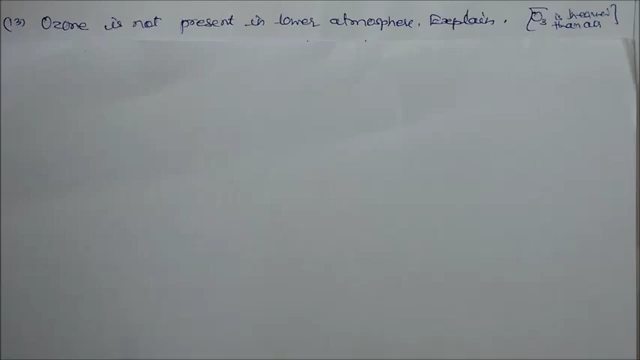 (13) Ozone is not present in lower atmosphere. Explain. [O3 is heavier
than air]